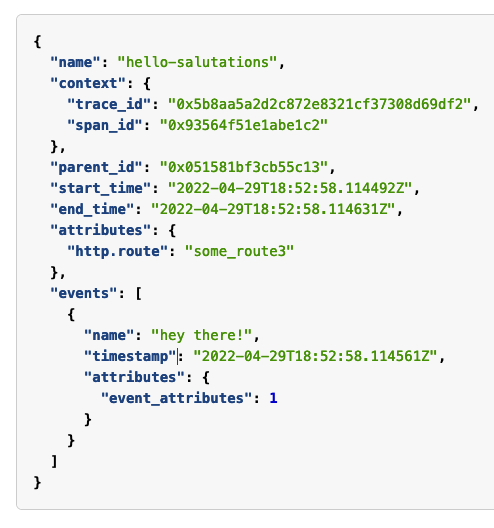 {
  "name": "hello-salutations",
  "context": {
    "trace_id": "0x5b8aa5a2d2c872e8321cf37308d69df2",
    "span_id": "0x93564f51e1abe1c2"
  },
  "parent_id": "0x051581bf3cb55c13",
  "start_time": "2022-04-29T18:52:58.114492Z",
  "end_time": "2022-04-29T18:52:58.114631Z",
  "attributes": {
    "http.route": "some_route3"
  },
  "events": [
    {
      "name": "hey there!",
      "timestamp": "2022-04-29T18:52:58.114561Z",
      "attributes": {
        "event_attributes": 1
      }
    }
  ]
}